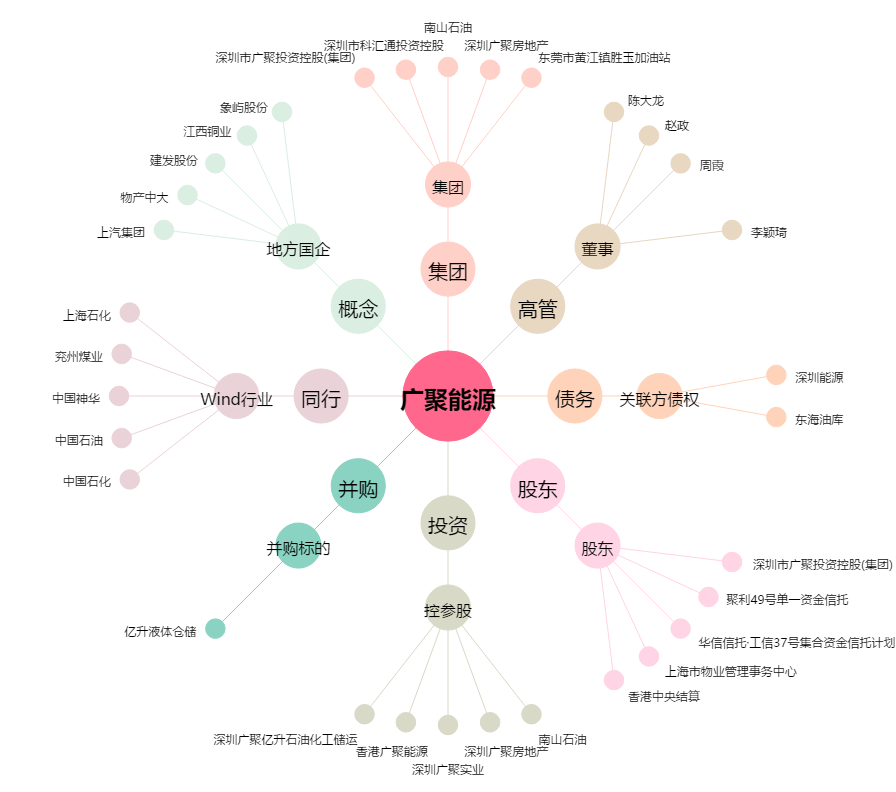 南山石油
深圳市科汇通投资控股
深圳广聚房地产
深圳市广聚投资控股(集团)
东莞市黄江镇胜玉加油站
象屿股份
陈大龙
江西铜业
赵政
建发股份
周霞
集团
物产中大
上汽集团
李颖琦
地方国企
董事
集团
概念
高管
上海石化
兖州煤业
深圳能源
中国神华
Wind行业
同行
广聚能源
债务
关联方债权
东海油库
中国石油
中国石化
并购
股东
投资
并购标的
股东
深圳市广聚投资控股(集团)
聚利49号单一资金信托
控参股
亿升液体仓储
华信信托·工信37号集合资金信托计划
上海市物业管理事务中心
香港中央结算
深圳广聚亿升石油化工储运
南山石油
香港广聚能源
深圳广聚房地产
深圳广聚实业